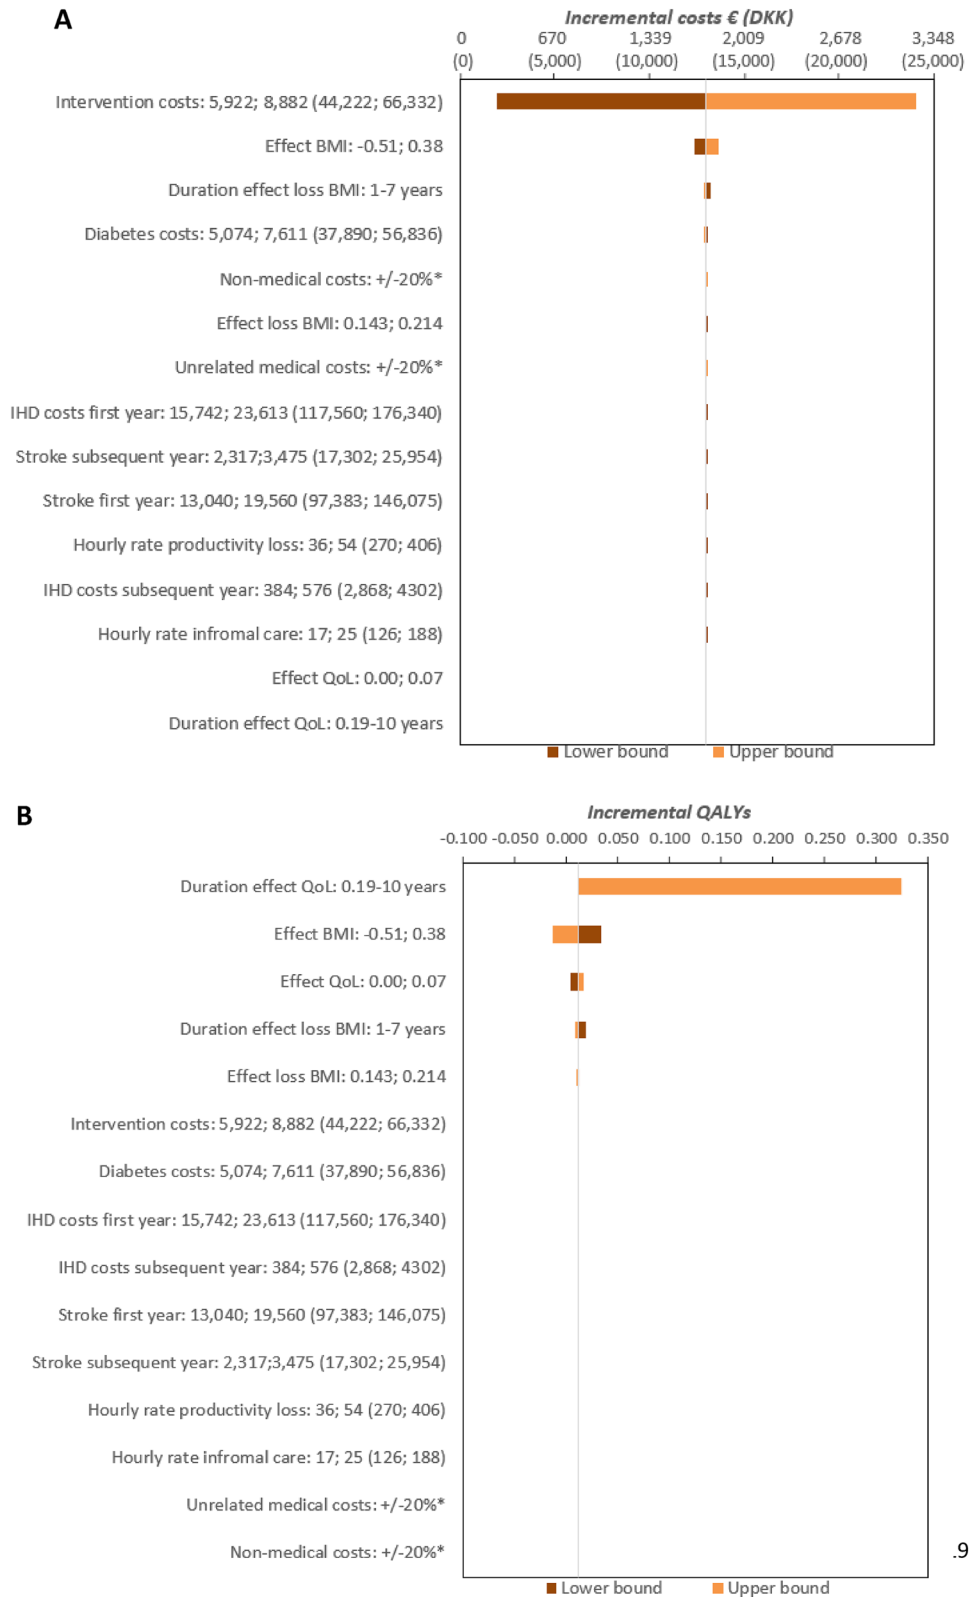 A
Incremental costs € (DKK)
0 670 1,339 2,009 2,678 3,348
(0) (5,000) (10,000) (15,000) (20,000) (25,000)
Intervention costs: 5,922; 8,882 (44,222; 66,332)
Effect BMI: -0.51; 0.38
Duration effect loss BMI: 1-7 years
Diabetes costs: 5,074; 7,611 (37,890; 56,836)
Non-medical costs: +/-20%*
Effect loss BMI: 0.143; 0.214
Unrelated medical costs: +/-20%*
IHD costs first year: 15,742; 23,613 (117,560; 176,340)
Stroke subsequent year: 2,317;3,475 (17,302; 25,954)
Stroke first year: 13,040; 19,560 (97,383; 146,075)
Hourly rate productivity loss: 36; 54 (270; 406)
IHD costs subsequent year: 384; 576 (2,868; 4302)
Hourly rate infromal care: 17; 25 (126; 188)
Effect QoL: 0.00; 0.07
Duration effect QoL: 0.19-10 years
Lower bound Upper bound
B
Incremental QALYs
-0.100 -0.050 0.000 0.050 0.100 0.150 0.200 0.250 0.300 0.350
Duration effect QoL: 0.19-10 years
Effect BMI: -0.51; 0.38
Effect QoL: 0.00; 0.07
Duration effect loss BMI: 1-7 years
Effect loss BMI: 0.143; 0.214
Intervention costs: 5,922; 8,882 (44,222; 66,332)
Diabetes costs: 5,074; 7,611 (37,890; 56,836)
IHD costs first year: 15,742; 23,613 (117,560; 176,340)
IHD costs subsequent year: 384; 576 (2,868; 4302)
Stroke first year: 13,040; 19,560 (97,383; 146,075)
Stroke subsequent year: 2,317;3,475 (17,302; 25,954)
Hourly rate productivity loss: 36; 54 (270; 406)
Hourly rate infromal care: 17; 25 (126; 188)
Unrelated medical costs: +/-20%*
Non-medical costs: +/-20%*
.9
Lower bound Upper bound